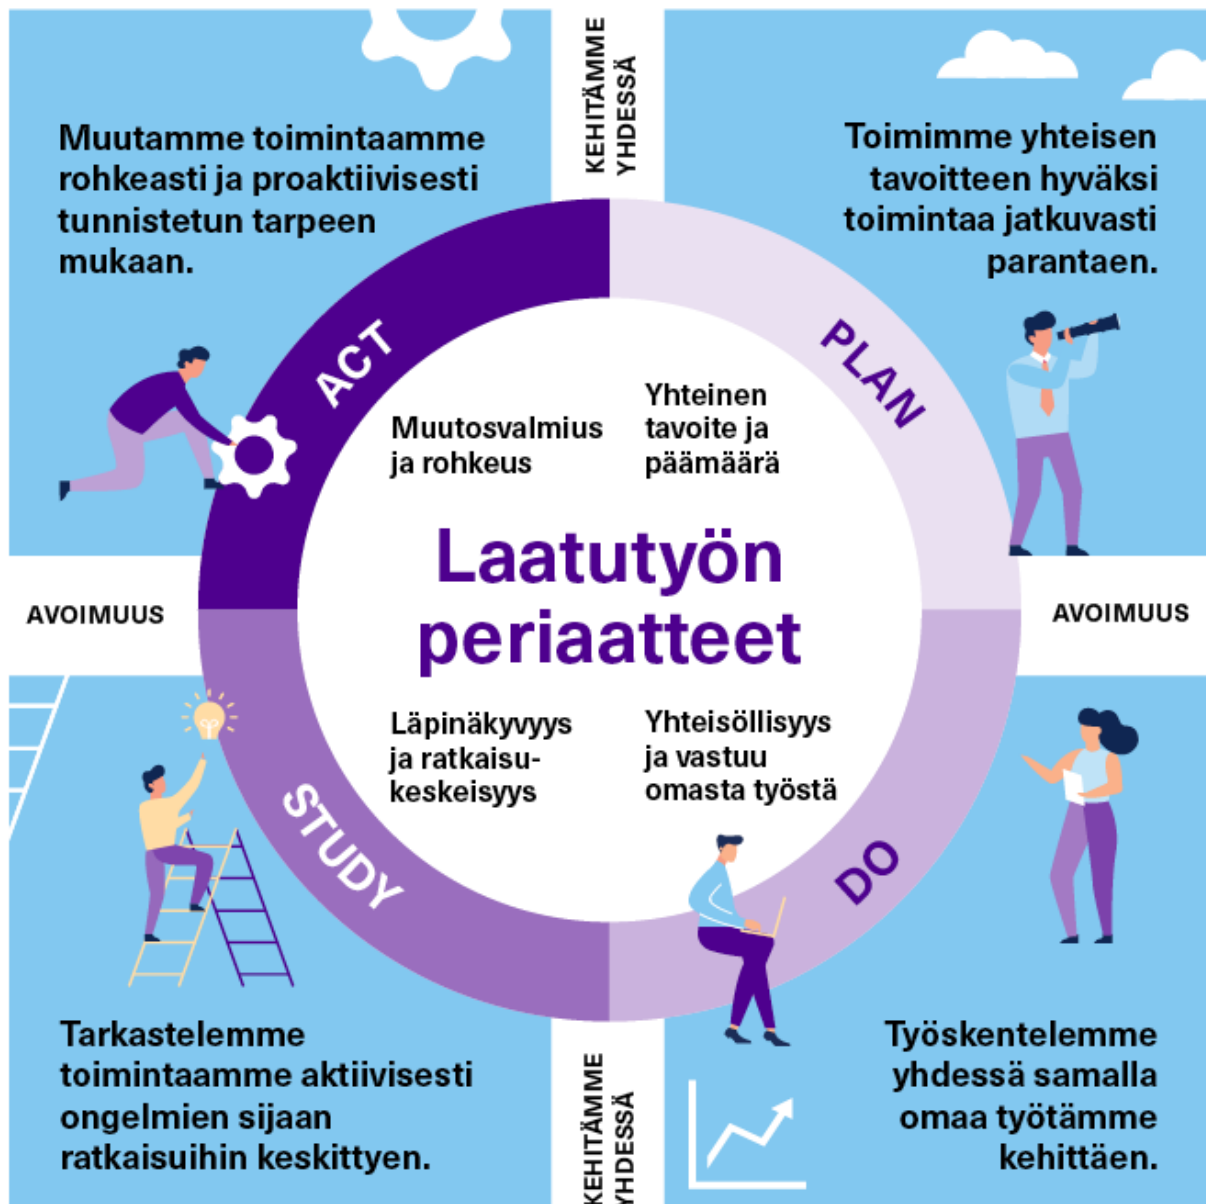 KEHITÄMME
YHDESSÄ
Muutamme toimintaamme
rohkeasti ja proaktiivisesti
tunnistetun tarpeen
mukaan.
Toimimme yhteisen
tavoitteen hyväksi
toimintaa jatkuvasti
parantaen.
ACT
PLAN
Muutosvalmius
ja rohkeus
Yhteinen
tavoite ja
päämäärä
Laatutyön
periaatteet
AVOIMUUS
AVOIMUUS
Läpinäkyvyys
ja ratkaisu-
keskeisyys
Yhteisöllisyys
ja vastuu
omasta työstä
STUDY
DO
Tarkastelemme
toimintaamme aktiivisesti
ongelmien sijaan
ratkaisuihin keskittyen.
Työskentelemme
yhdessä samalla
omaa työtämme
kehittäen.
KEHITÄMME
YHDESSÄ